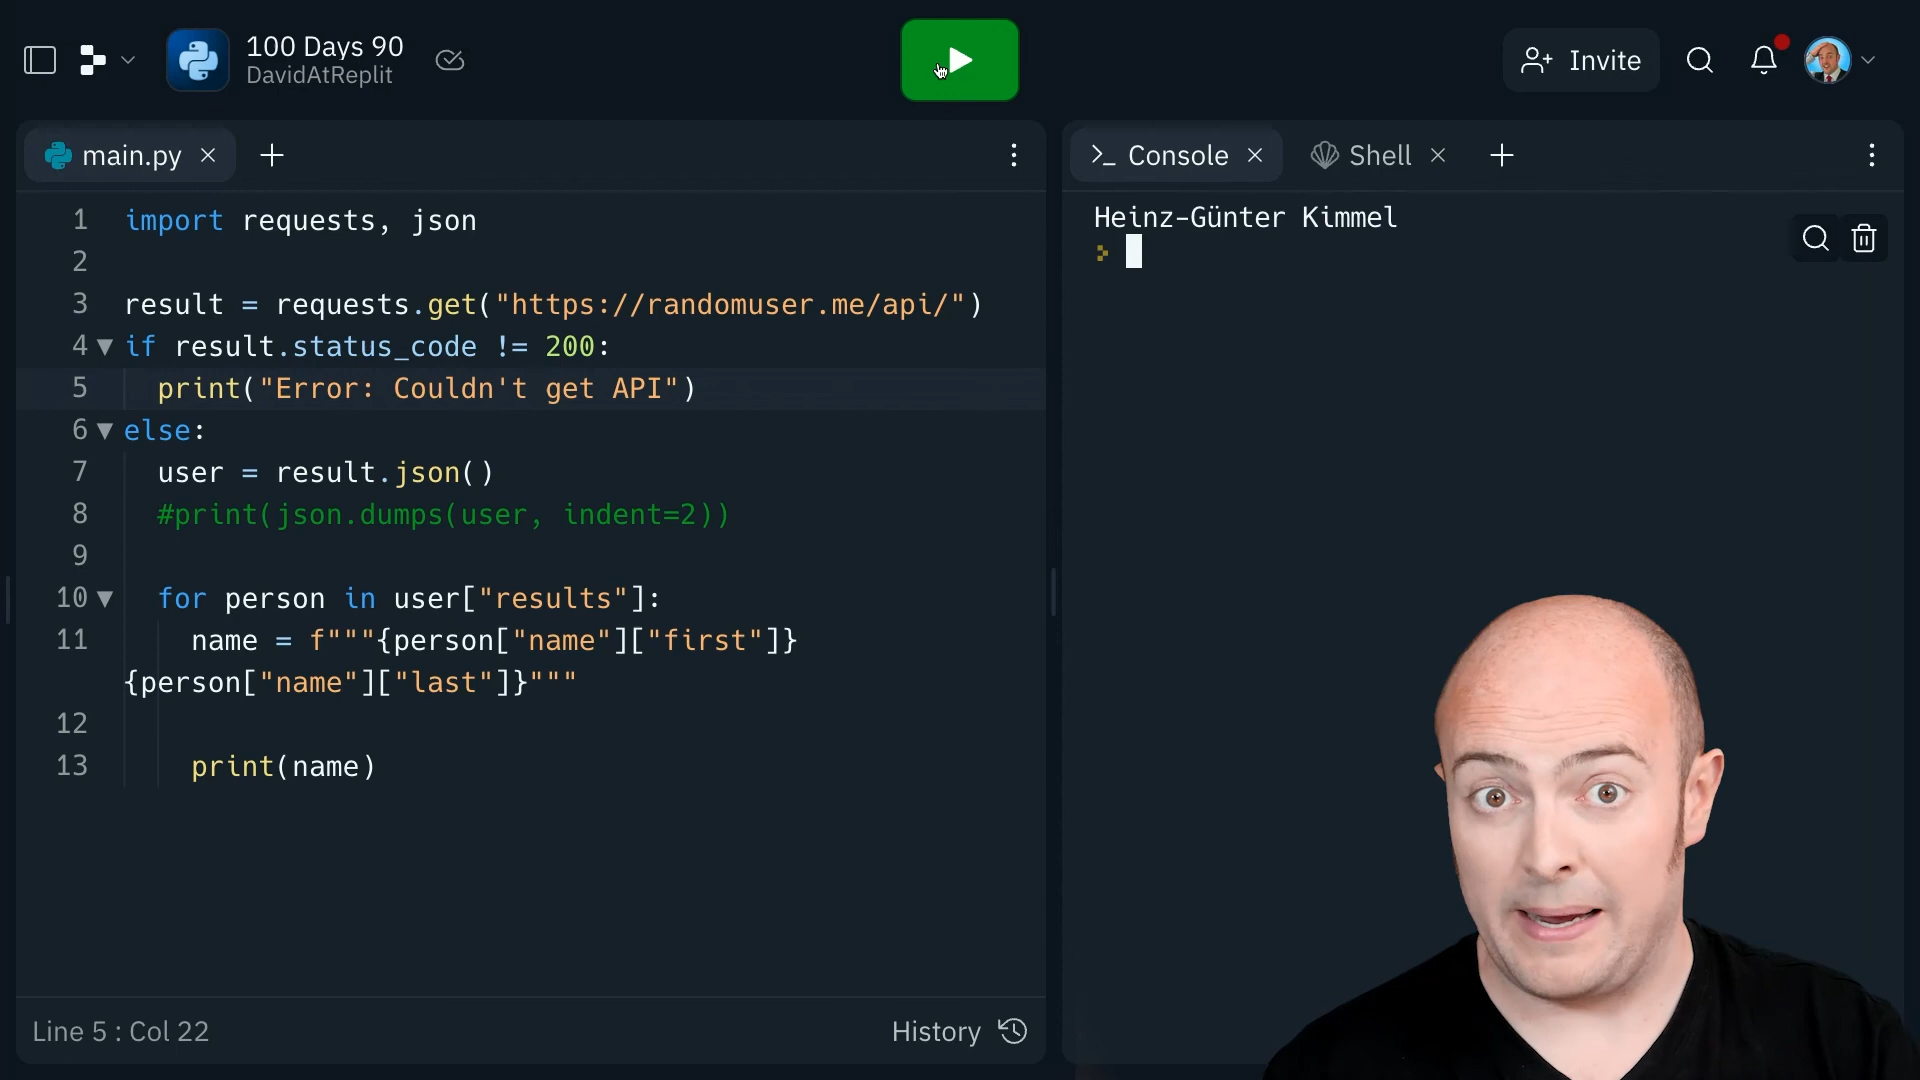 100 Days 90
DavidAtReplit
Invite
main.py
1 import requests, json
2
3 result = requests.get("https://randomuser.me/api/")
4 if result.status_code != 200:
5 print("Error: Couldn't get API")
6 else:
7 user = result.json()
8 #print(json.dumps(user, indent=2))
9
10 for person in user["results"]:
11 name = f"""{person["name"]["first"]}
{person["name"]["last"]}"""
12
13 print(name)
Line 5 : Col 22
History
Console
Shell
Heinz-Günter Kimmel